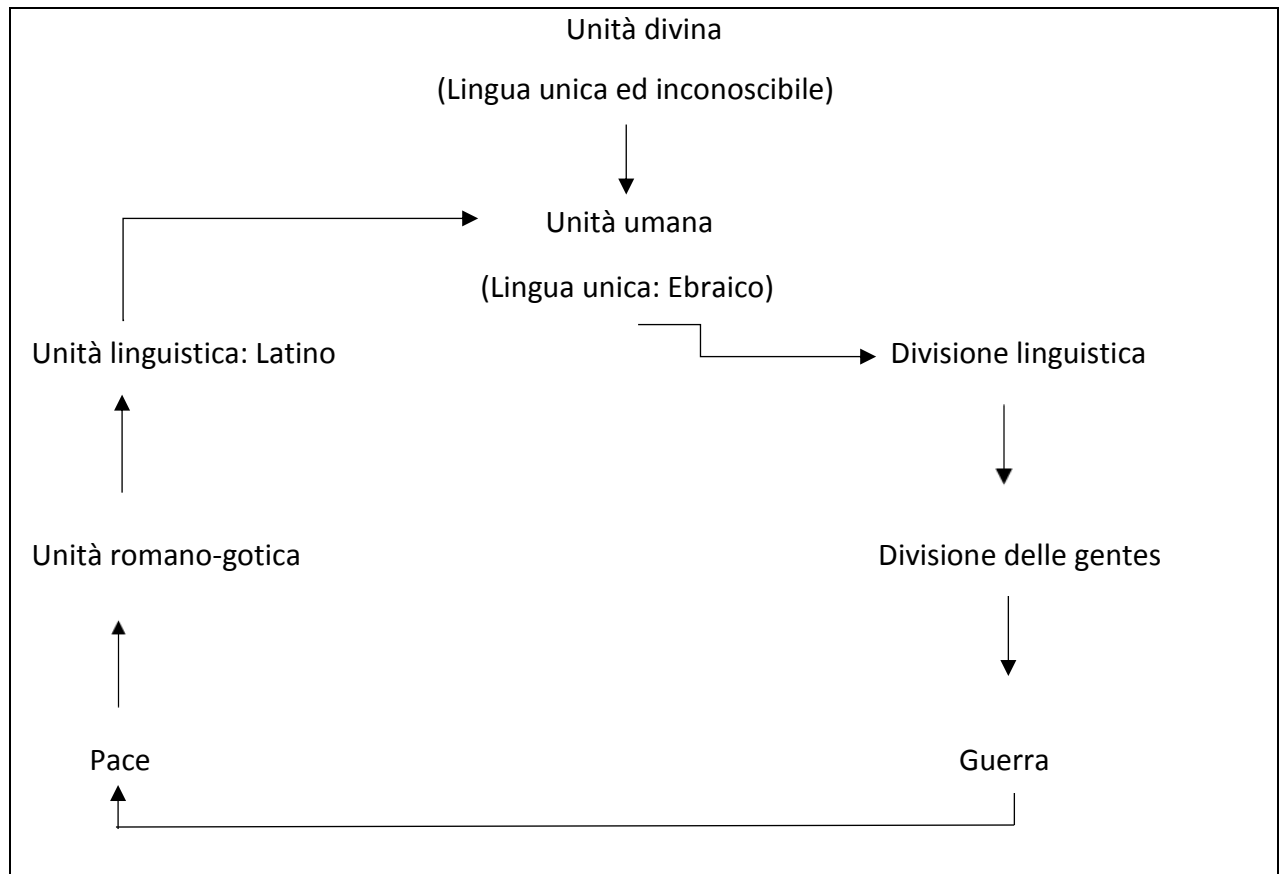 Unità divina
(Lingua unica ed inconoscibile)
Unità umana
(Lingua unica: Ebraico)
Unità linguistica: Latino
Divisione linguistica
Unità romano-gotica
Divisione delle gentes
Pace
Guerra